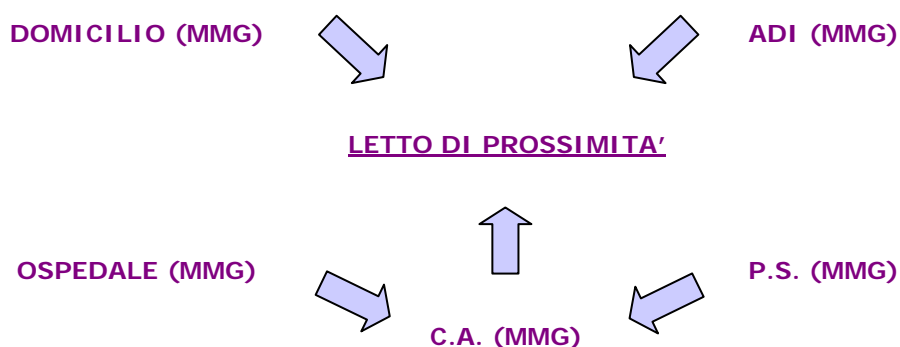 DOMICILIO (MMG)
ADI (MMG)
LETTO DI PROSSIMITA’
OSPEDALE (MMG)
P.S. (MMG)
C.A. (MMG)